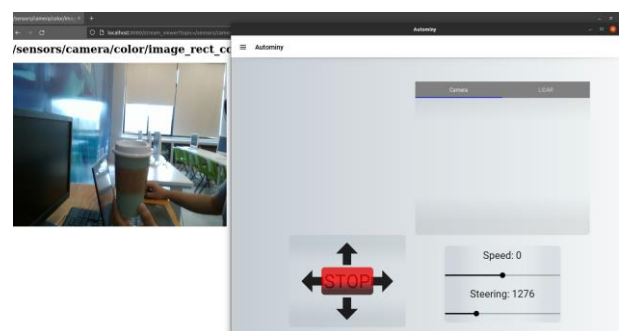 /sensors/camera/color/image_rect_co
Autominy
Autominy
Camera
LIDAR
STOP
Speed: 0
Steering: 1276